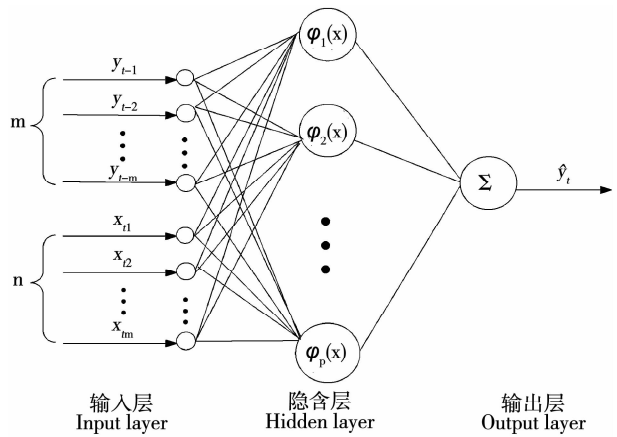 φ₁(x)
yₜ₋₁
yₜ₋₂
m
φ₂(x)
yₜ₋ₘ
Σ
ŷₜ
xₜ₁
xₜ₂
n
xₜₘ
φₚ(x)
输入层
隐含层
输出层
Input layer
Hidden layer
Output layer